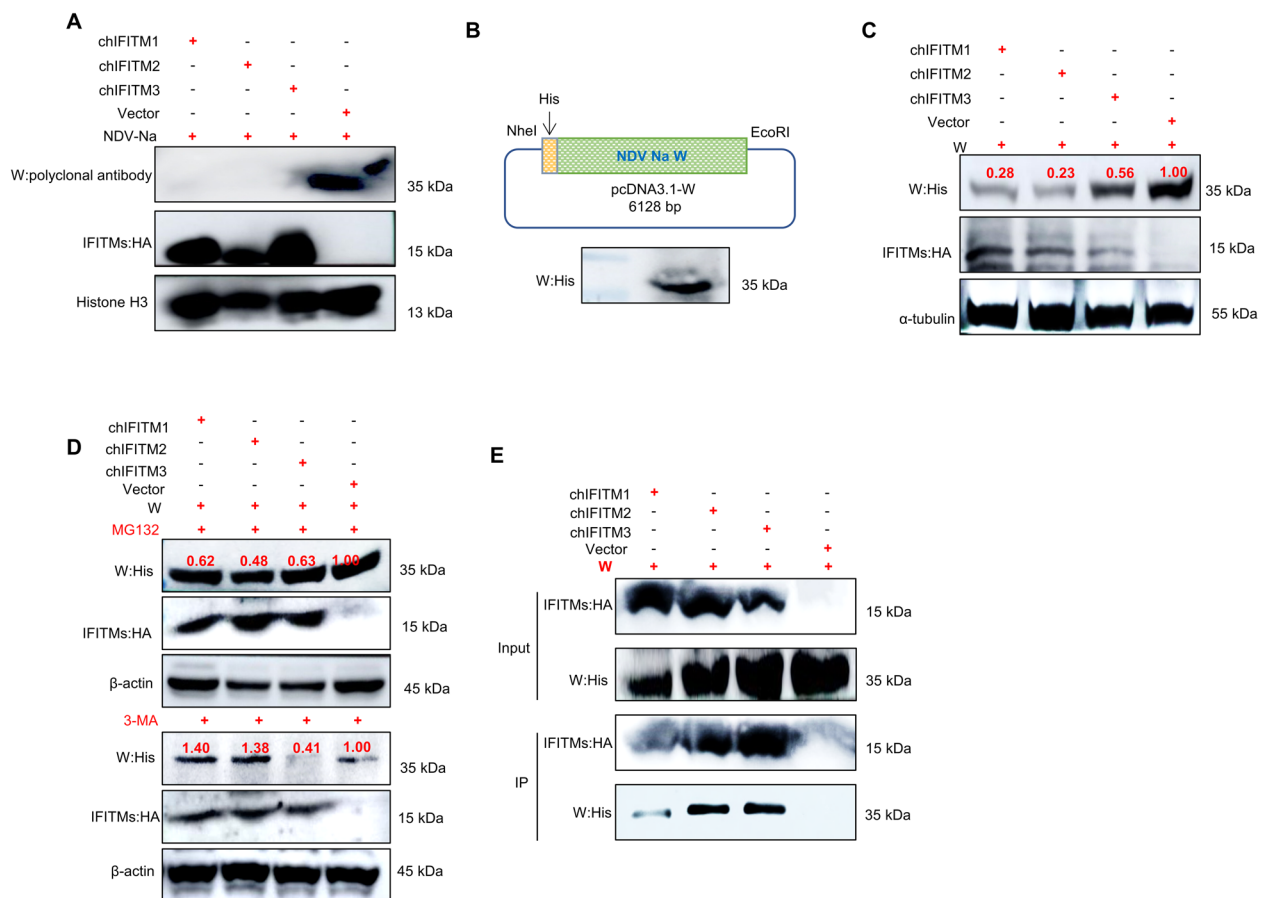 A
chIFITM1 + - - -
chIFITM2 - + - -
chIFITM3 - - + -
Vector - - - +
NDV-Na + + + +
W:polyclonal antibody 35 kDa
IFITMs:HA 15 kDa
Histone H3 13 kDa
B
His
NheI EcoRI
NDV Na W
pcDNA3.1-W
6128 bp
W:His 35 kDa
C
chIFITM1 + - - -
chIFITM2 - + - -
chIFITM3 - - + -
Vector - - - +
W + + + +
W:His 0.28 0.23 0.56 1.00 35 kDa
IFITMs:HA 15 kDa
α-tubulin 55 kDa
D
chIFITM1 + - - -
chIFITM2 - + - -
chIFITM3 - - + -
Vector - - - +
W + + + +
MG132 + + + +
W:His 0.62 0.48 0.63 1.00 35 kDa
IFITMs:HA 15 kDa
β-actin 45 kDa
3-MA + + + +
W:His 1.40 1.38 0.41 1.00 35 kDa
IFITMs:HA 15 kDa
β-actin 45 kDa
E
chIFITM1 + - - -
chIFITM2 - + - -
chIFITM3 - - + -
Vector - - - +
W + + + +
Input
IFITMs:HA 15 kDa
W:His 35 kDa
IP
IFITMs:HA 15 kDa
W:His 35 kDa